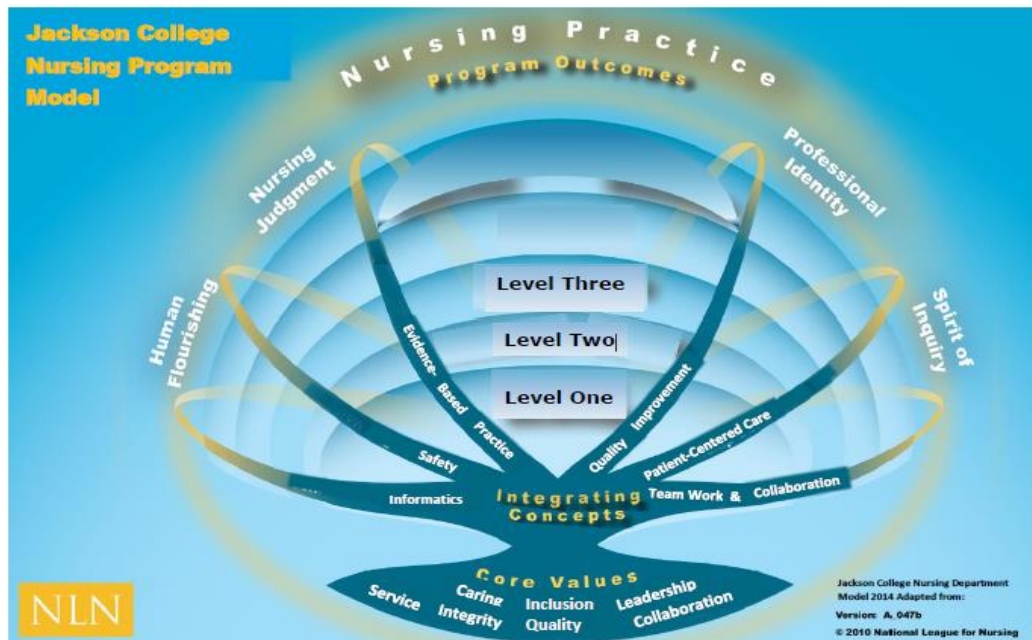 Jackson College
Nursing Program
Model
Nursing Practice
Program Outcomes
Nursing
Judgment
Professional
Identity
Human
Flourishing
Spirit of
Inquiry
Level Three
Level Two
Level One
Evidence-
Based
Practice
Quality Improvement
Safety
Patient-Centered Care
Informatics
Team Work & Collaboration
Integrating
Concepts
Core Values
Service
Caring
Integrity
Inclusion
Quality
Leadership
Collaboration
NLN
Jackson College Nursing Department
Model 2014 Adapted from:
Version: A, 047b
© 2010 National League for Nursing